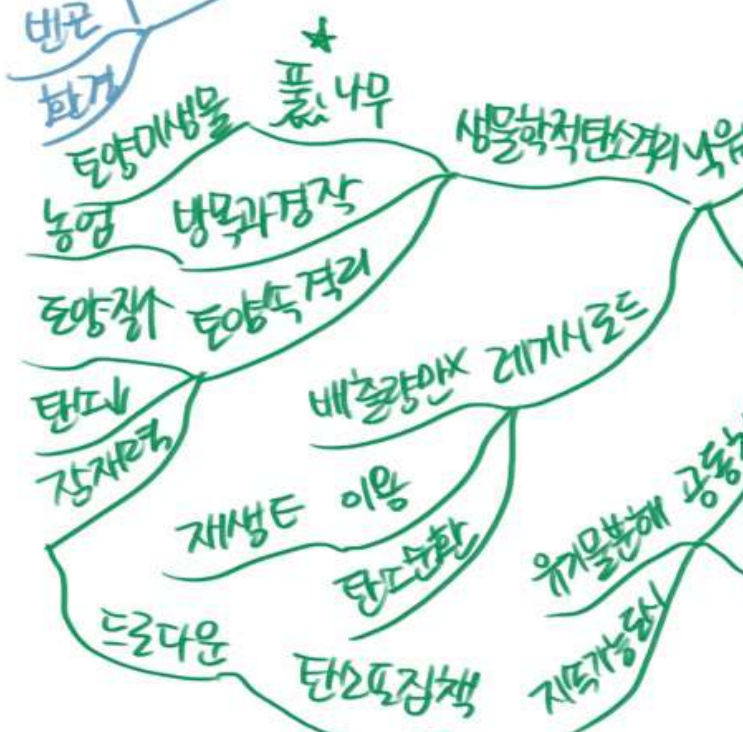 빈곤
환경
★
풀, 나무
토양미생물
생물학적탄소격리
농업
방목과경작
토양질↑
토양속격리
탄소↓
잠재력
배출량만X
레거시로드
재생E
이용
탄소순환
유기물분해
공동
드로다운
탄소포집책
지속가능